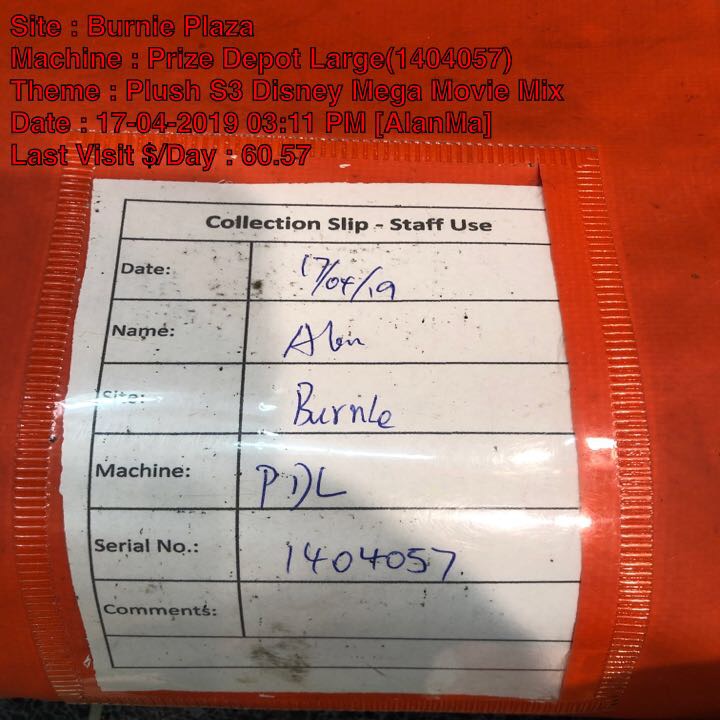 Site : Burnie Plaza
Machine : Prize Depot Large(1404057)
Theme : Plush S3 Disney Mega Movie Mix
Date : 17-04-2019 03:11 PM [AlanMa]
Last Visit $/Day : 60.57
Collection Slip - Staff Use
Date: 17/04/19
Name: Alan
Site: Burnie
Machine: PDL
Serial No.: 1404057
Comments: